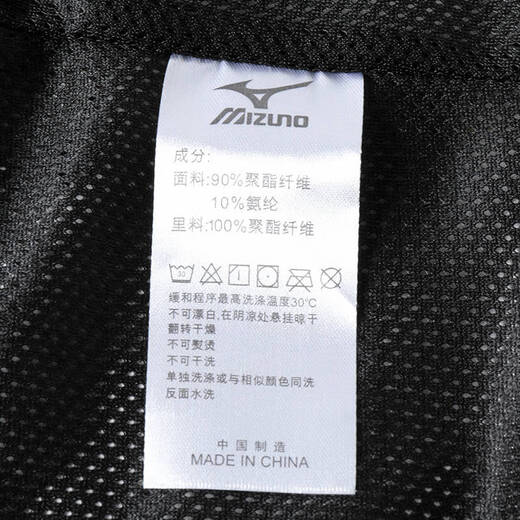 MIZUNO
成分:
面料:90%聚酯纤维
10%氨纶
里料:100%聚酯纤维
30
缓和程序最高洗涤温度30℃
不可漂白,在阴凉处悬挂晾干
翻转干燥
不可熨烫
不可干洗
单独洗涤或与相似颜色同洗
反面水洗
中国制造
MADE IN CHINA